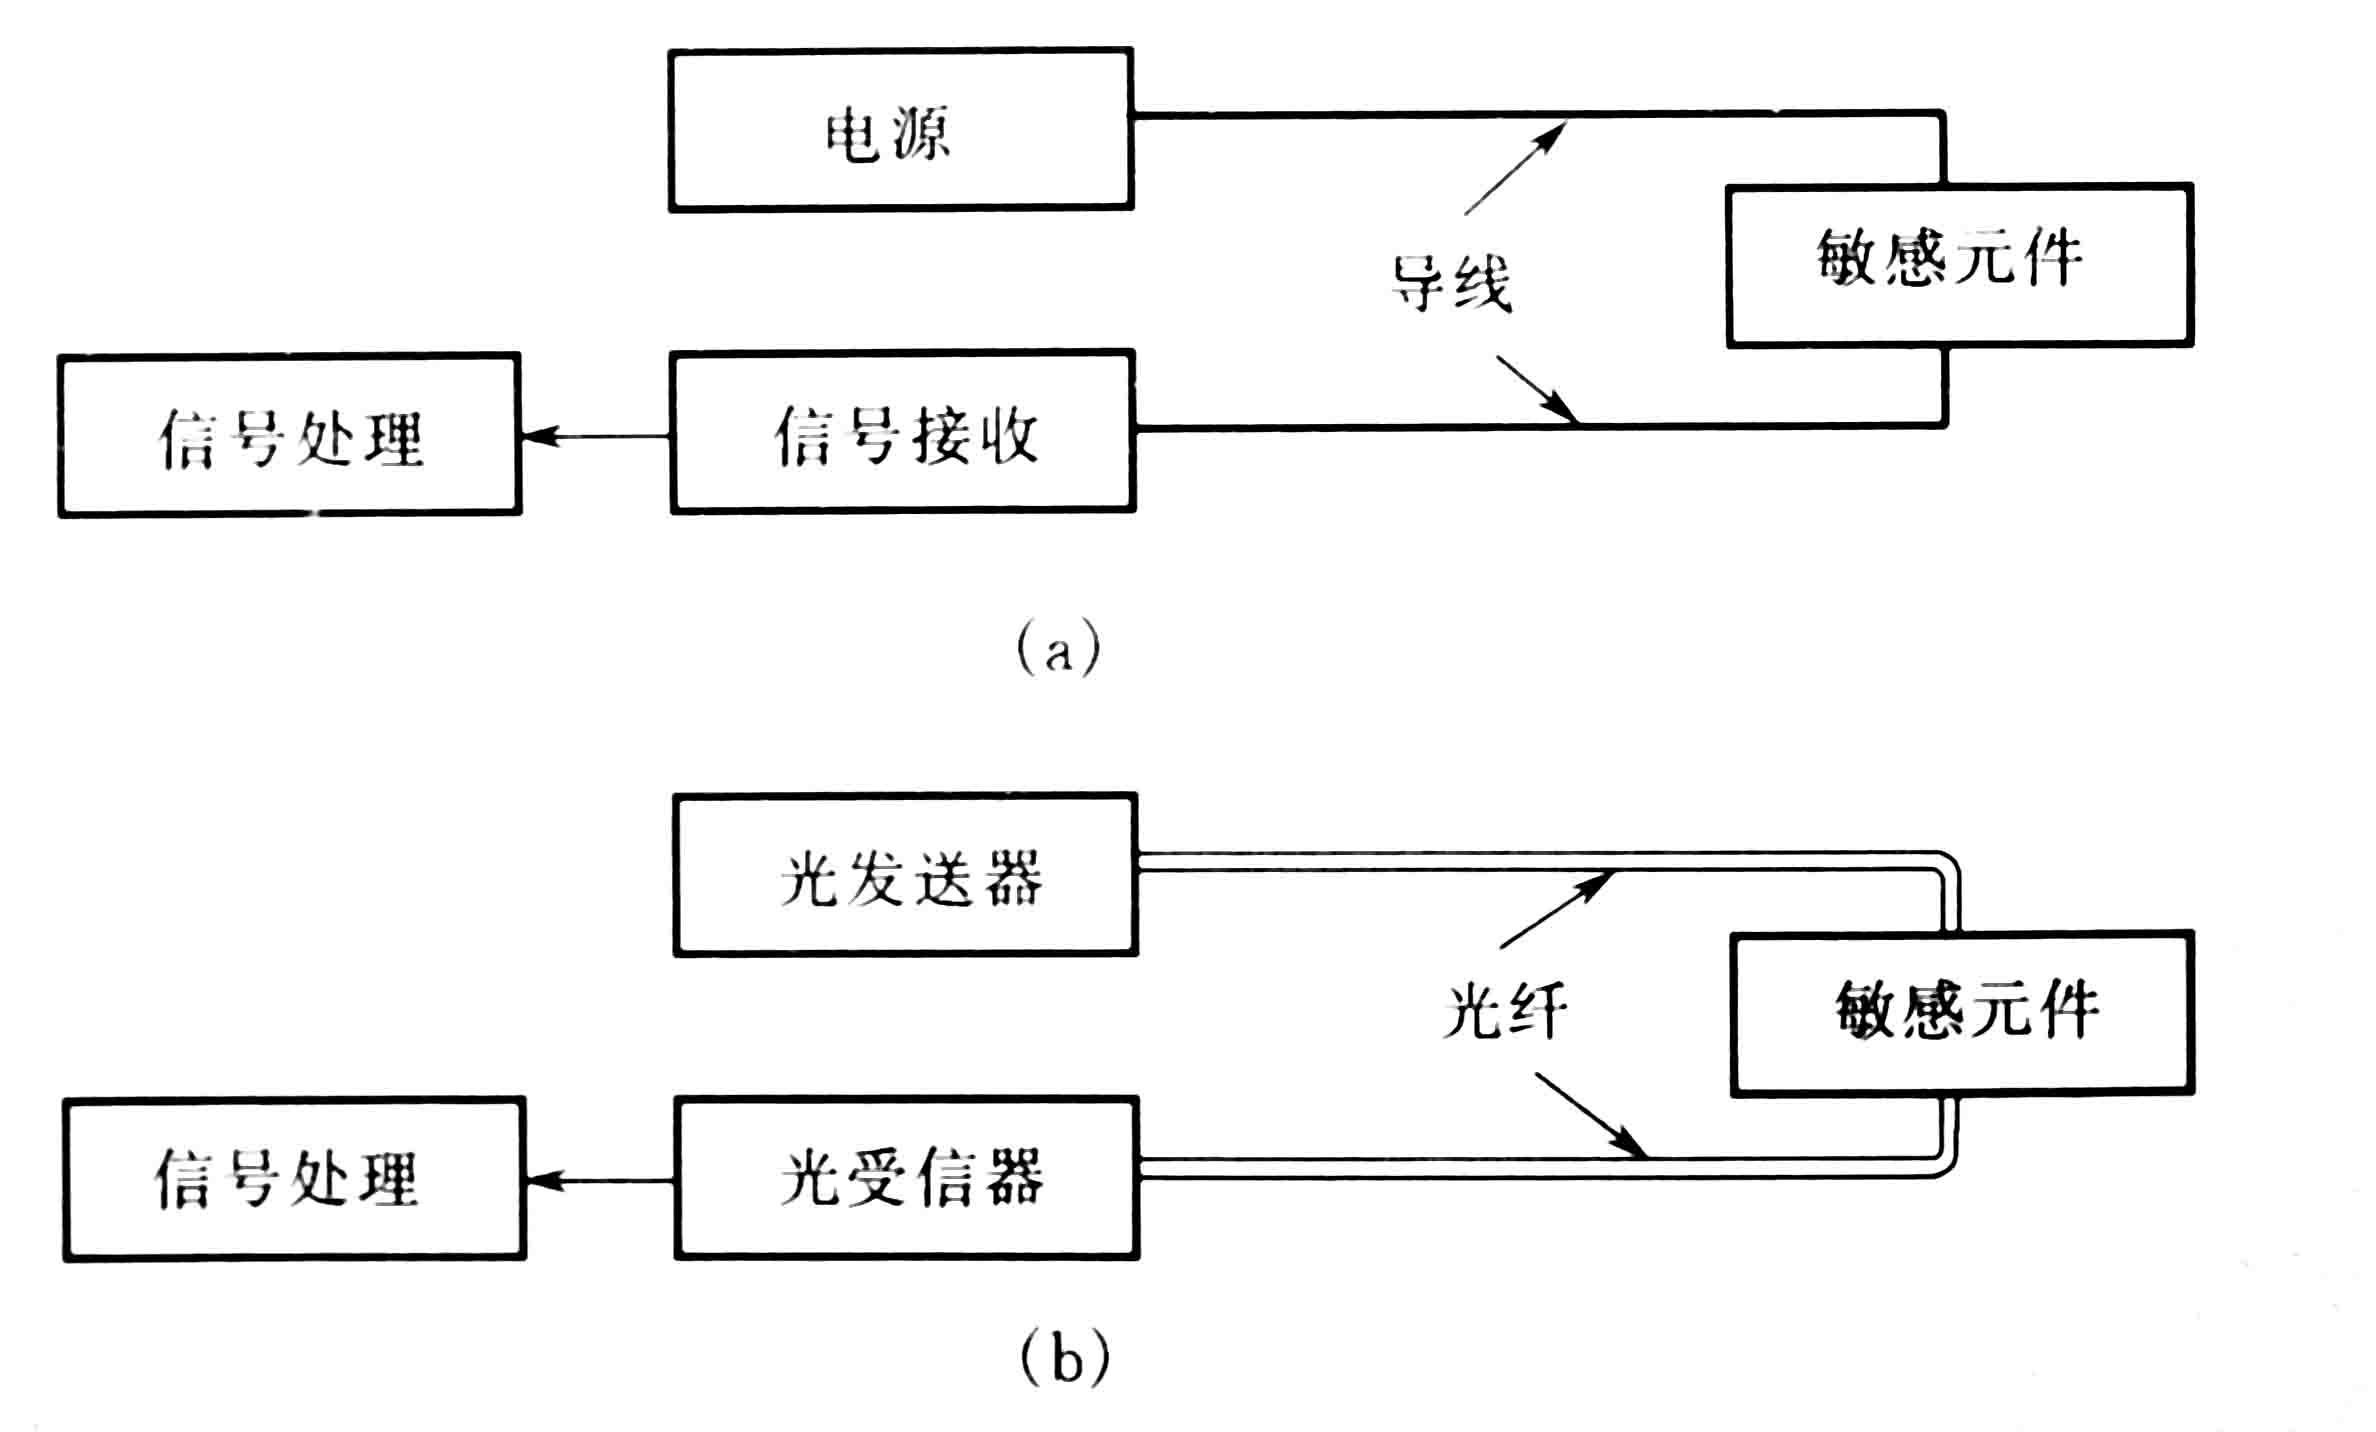 电源
导线
敏感元件
信号处理
信号接收
(a)
光发送器
光纤
敏感元件
信号处理
光受信器
(b)